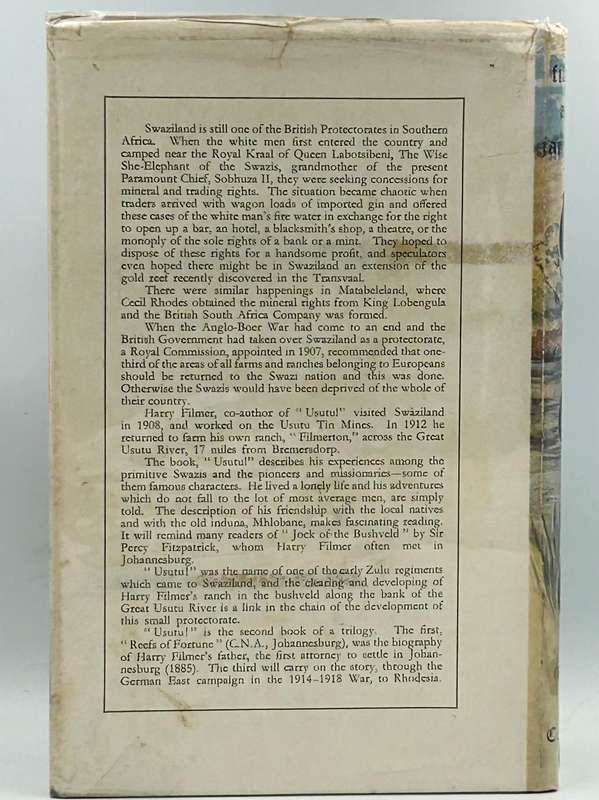 Swaziland is still one of the British Protectorates in Southern
Africa. When the white men first entered the country and
camped near the Royal Kraal of Queen Labotsibeni, The Wise
She-Elephant of the Swazis, grandmother of the present
Paramount Chief, Sobhuza II, they were seeking concessions for
mineral and trading rights. The situation became chaotic when
traders arrived with wagon loads of imported gin and offered
these cases of the white man's fire water in exchange for the right
to open up a bar, an hotel, a blacksmith's shop, a theatre, or the
monoply of the sole rights of a bank or a mint. They hoped to
dispose of these rights for a handsome profit, and speculators
even hoped there might be in Swaziland an extension of the
gold reef recently discovered in the Transvaal.
There were similar happenings in Matabeleland, where
Cecil Rhodes obtained the mineral rights from King Lobengula
and the British South Africa Company was formed.
When the Anglo-Boer War had come to an end and the
British Government had taken over Swaziland as a protectorate,
a Royal Commission, appointed in 1907, recommended that one-
third of the areas of all farms and ranches belonging to Europeans
should be returned to the Swazi nation and this was done.
Otherwise the Swazis would have been deprived of the whole of
their country.
Harry Filmer, co-author of "Usutu!" visited Swaziland
in 1908, and worked on the Usutu Tin Mines. In 1912 he
returned to farm his own ranch, "Filmerton," across the Great
Usutu River, 17 miles from Bremersdorp.
The book, "Usutu!" describes his experiences among the
primitive Swazis and the pioneers and missionaries—some of
them famous characters. He lived a lonely life and his adventures
which do not fall to the lot of most average men, are simply
told. The description of his friendship with the local natives
and with the old induna, Mhlobane, makes fascinating reading.
It will remind many readers of "Jock of the Bushveld" by Sir
Percy Fitzpatrick, whom Harry Filmer often met in
Johannesburg.
"Usutu!" was the name of one of the early Zulu regiments
which came to Swaziland, and the clearing and developing of
Harry Filmer's ranch in the bushveld along the bank of the
Great Usutu River is a link in the chain of the development of
this small protectorate.
"Usutu!" is the second book of a trilogy. The first,
"Reefs of Fortune" (C.N.A., Johannesburg), was the biography
of Harry Filmer's father, the first attorney to settle in Johan-
nesburg (1885). The third will carry on the story, through the
German East campaign in the 1914-1918 War, to Rhodesia.